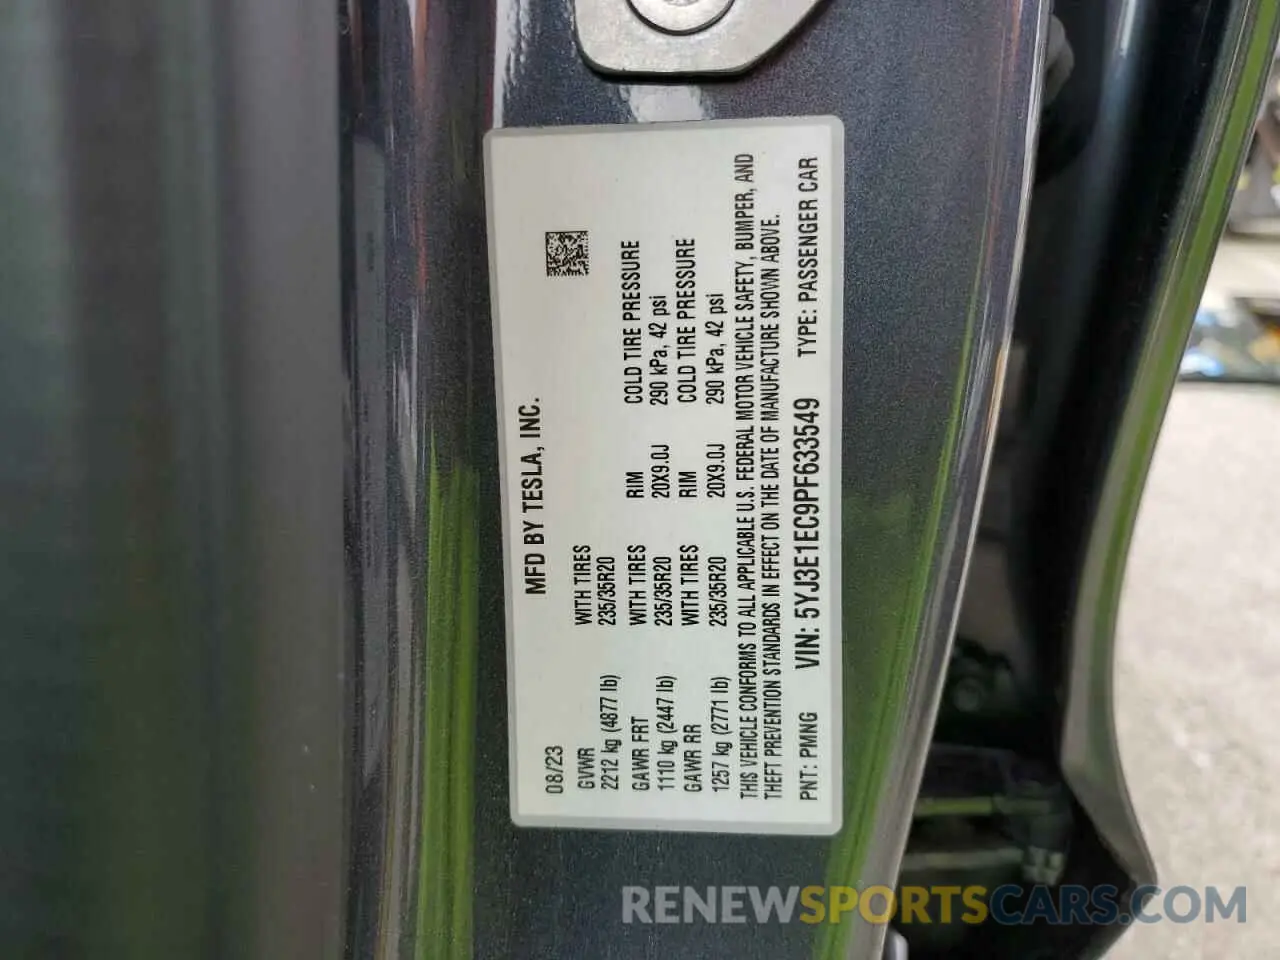 MFD BY TESLA, INC.
08/23
GVWR WITH TIRES
2212 kg (4877 lb) 235/35R20
GAWR FRT WITH TIRES RIM COLD TIRE PRESSURE
1110 kg (2447 lb) 235/35R20 20X9.0J 290 kPa, 42 psi
GAWR RR WITH TIRES RIM COLD TIRE PRESSURE
1257 kg (2771 lb) 235/35R20 20X9.0J 290 kPa, 42 psi
THIS VEHICLE CONFORMS TO ALL APPLICABLE U.S. FEDERAL MOTOR VEHICLE SAFETY, BUMPER, AND
THEFT PREVENTION STANDARDS IN EFFECT ON THE DATE OF MANUFACTURE SHOWN ABOVE.
PNT: PMNG VIN: 5YJ3E1EC9PF633549 TYPE: PASSENGER CAR
RENEWSPORTSCARS.COM